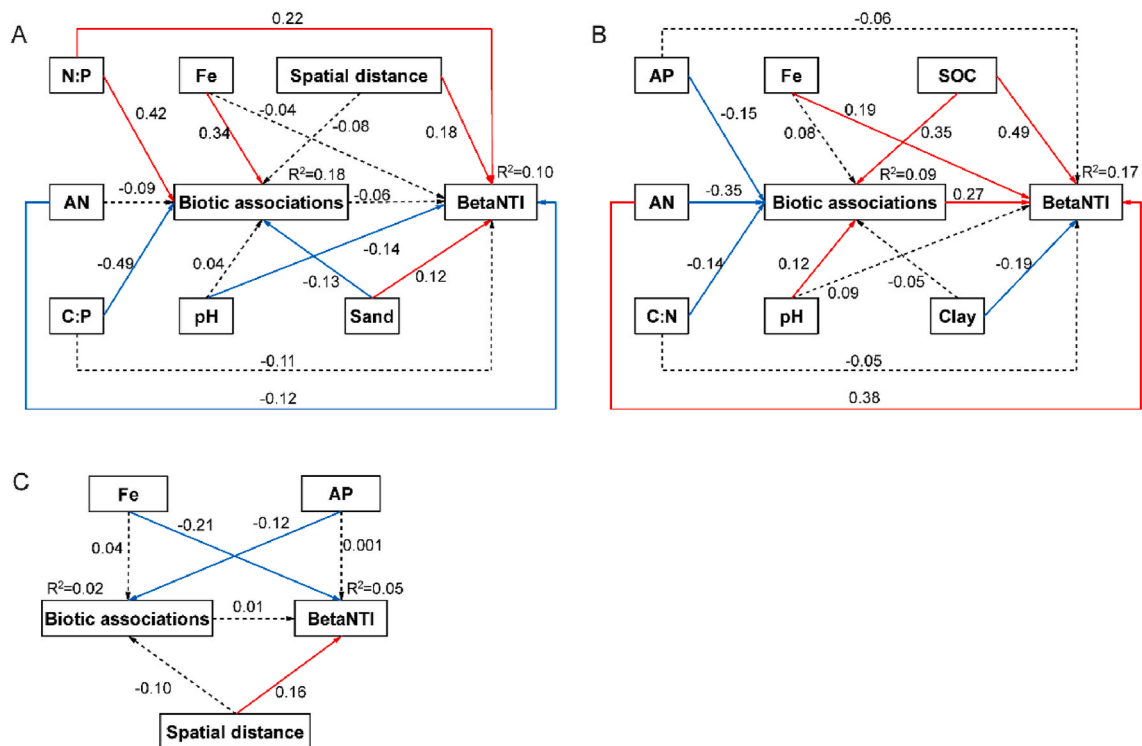 A
0.22
N:P
Fe
Spatial distance
0.42
0.34
-0.04
-0.08
0.18
R²=0.18
R²=0.10
AN
-0.09
Biotic associations
-0.06
BetaNTI
-0.49
0.04
-0.14
-0.13
0.12
C:P
pH
Sand
-0.11
-0.12
B
-0.06
AP
Fe
SOC
-0.15
0.08
0.19
0.35
0.49
R²=0.09
R²=0.17
AN
-0.35
Biotic associations
0.27
BetaNTI
-0.14
0.12
0.09
-0.05
-0.19
C:N
pH
Clay
-0.05
0.38
C
Fe
AP
-0.21
-0.12
0.04
0.001
R²=0.02
R²=0.05
Biotic associations
0.01
BetaNTI
-0.10
0.16
Spatial distance